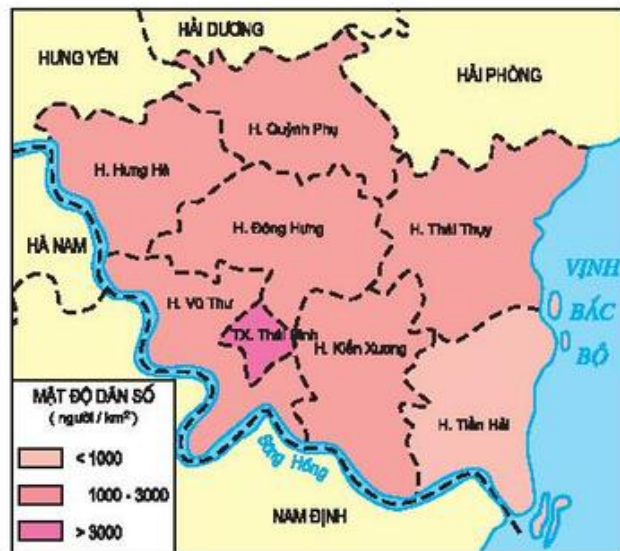 HẢI DƯƠNG
HƯNG YÊN
HẢI PHÒNG
H. Quỳnh Phụ
H. Hưng Hà
H. Đông Hưng
H. Thái Thụy
HÀ NAM
VỊNH
BẮC
BỘ
H. Vũ Thư
TX. Thái Bình
H. Kiến Xương
H. Tiền Hải
Sông Hồng
NAM ĐỊNH
MẬT ĐỘ DÂN SỐ
( người / km²)
< 1000
1000 - 3000
> 3000